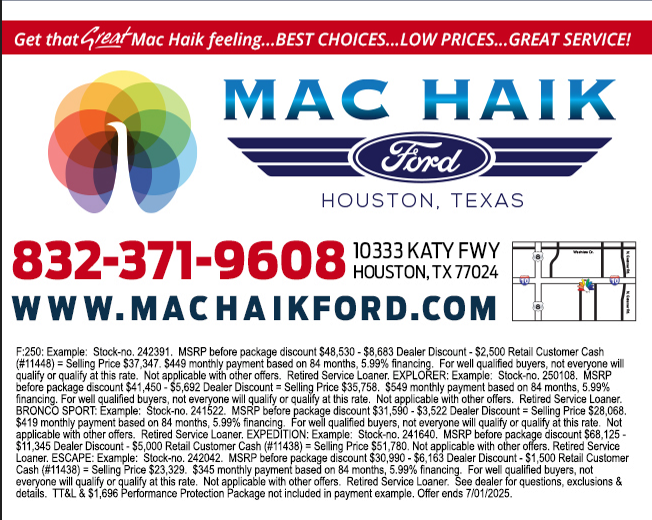 Get that Great Mac Haik feeling...BEST CHOICES...LOW PRICES...GREAT SERVICE!
MAC HAIK
Ford
HOUSTON, TEXAS
832-371-9608
10333 KATY FWY
HOUSTON, TX 77024
WWW.MACHAIKFORD.COM
8
10
10
8
F:250: Example: Stock-no. 242391. MSRP before package discount $48,530 - $8,683 Dealer Discount - $2,500 Retail Customer Cash
(#11448) = Selling Price $37,347. $449 monthly payment based on 84 months, 5.99% financing. For well qualified buyers, not everyone will
qualify or qualify at this rate. Not applicable with other offers. Retired Service Loaner. EXPLORER: Example: Stock-no. 250108. MSRP
before package discount $41,450 - $5,692 Dealer Discount = Selling Price $35,758. $549 monthly payment based on 84 months, 5.99%
financing. For well qualified buyers, not everyone will qualify or qualify at this rate. Not applicable with other offers. Retired Service Loaner.
BRONCO SPORT: Example: Stock-no. 241522. MSRP before package discount $31,590 - $3,522 Dealer Discount = Selling Price $28,068.
$419 monthly payment based on 84 months, 5.99% financing. For well qualified buyers, not everyone will qualify or qualify at this rate. Not
applicable with other offers. Retired Service Loaner. EXPEDITION: Example: Stock-no. 241640. MSRP before package discount $68,125 -
$11,345 Dealer Discount - $5,000 Retail Customer Cash (#11438) = Selling Price $51,780. Not applicable with other offers. Retired Service
Loaner. ESCAPE: Example: Stock-no. 242042. MSRP before package discount $30,990 - $6,163 Dealer Discount - $1,500 Retail Customer
Cash (#11438) = Selling Price $23,329. $345 monthly payment based on 84 months, 5.99% financing. For well qualified buyers, not
everyone will qualify or qualify at this rate. Not applicable with other offers. Retired Service Loaner. See dealer for questions, exclusions &
details. TT&L & $1,696 Performance Protection Package not included in payment example. Offer ends 7/01/2025.